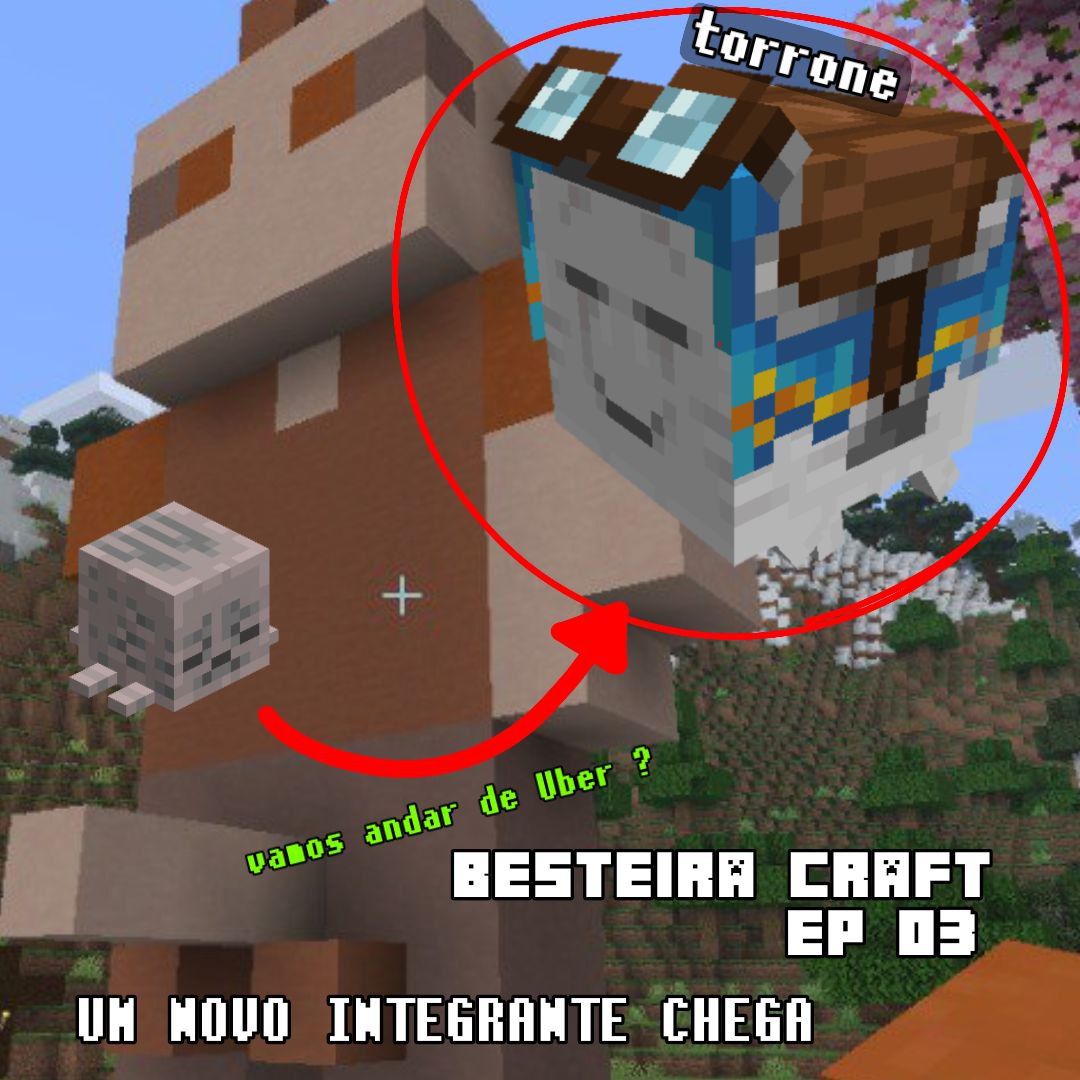 torrone
vamos andar de Uber ?
BESTEIRA CRAFT
EP 03
UM NOVO INTEGRANTE CHEGA